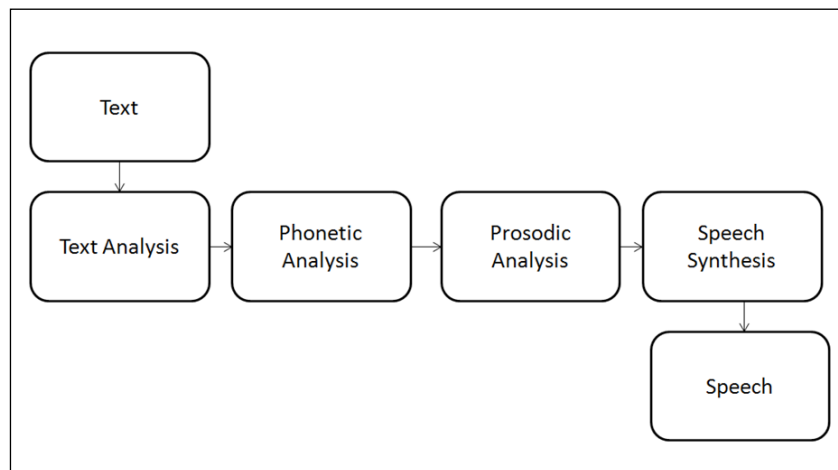 Text
Text Analysis
Phonetic
Analysis
Prosodic
Analysis
Speech
Synthesis
Speech